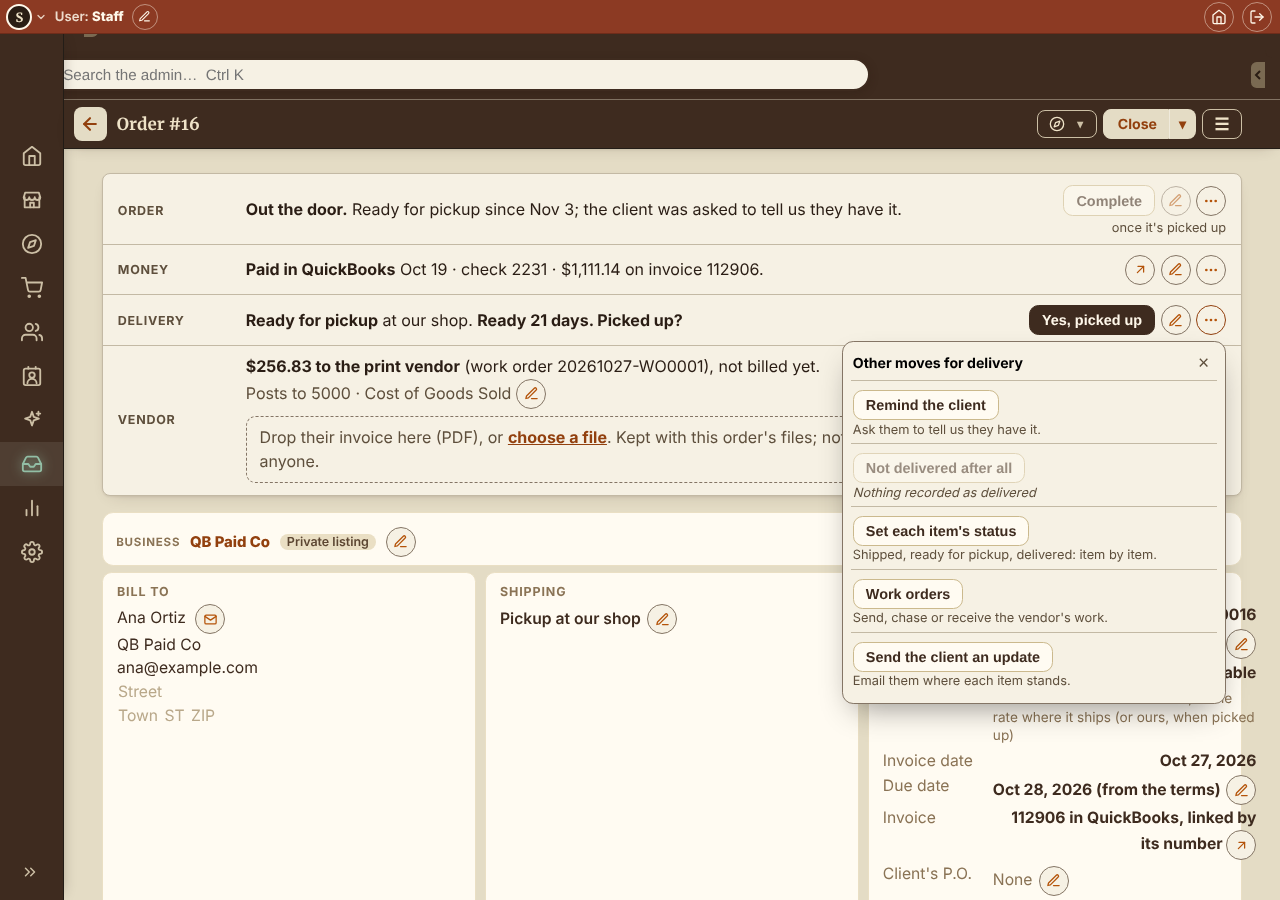 S
User: Staff
Search the admin… Ctrl K
Order #16
▼
Close
▼
ORDER
Out the door. Ready for pickup since Nov 3; the client was asked to tell us they have it.
Complete
once it's picked up
MONEY
Paid in QuickBooks Oct 19 · check 2231 · $1,111.14 on invoice 112906.
DELIVERY
Ready for pickup at our shop. Ready 21 days. Picked up?
Yes, picked up
VENDOR
$256.83 to the print vendor (work order 20261027-WO0001), not billed yet.
Posts to 5000 · Cost of Goods Sold
Drop their invoice here (PDF), or choose a file. Kept with this order's files;
anyone.
Other moves for delivery
×
Remind the client
Ask them to tell us they have it.
Not delivered after all
Nothing recorded as delivered
Set each item's status
Shipped, ready for pickup, delivered: item by item.
Work orders
Send, chase or receive the vendor's work.
Send the client an update
Email them where each item stands.
BUSINESS QB Paid Co Private listing
BILL TO
Ana Ortiz
QB Paid Co
ana@example.com
Street
Town ST ZIP
SHIPPING
Pickup at our shop
rate where it ships (or ours, when picked
up)
Invoice date Oct 27, 2026
Due date Oct 28, 2026 (from the terms)
Invoice 112906 in QuickBooks, linked by
its number
Client's P.O. None